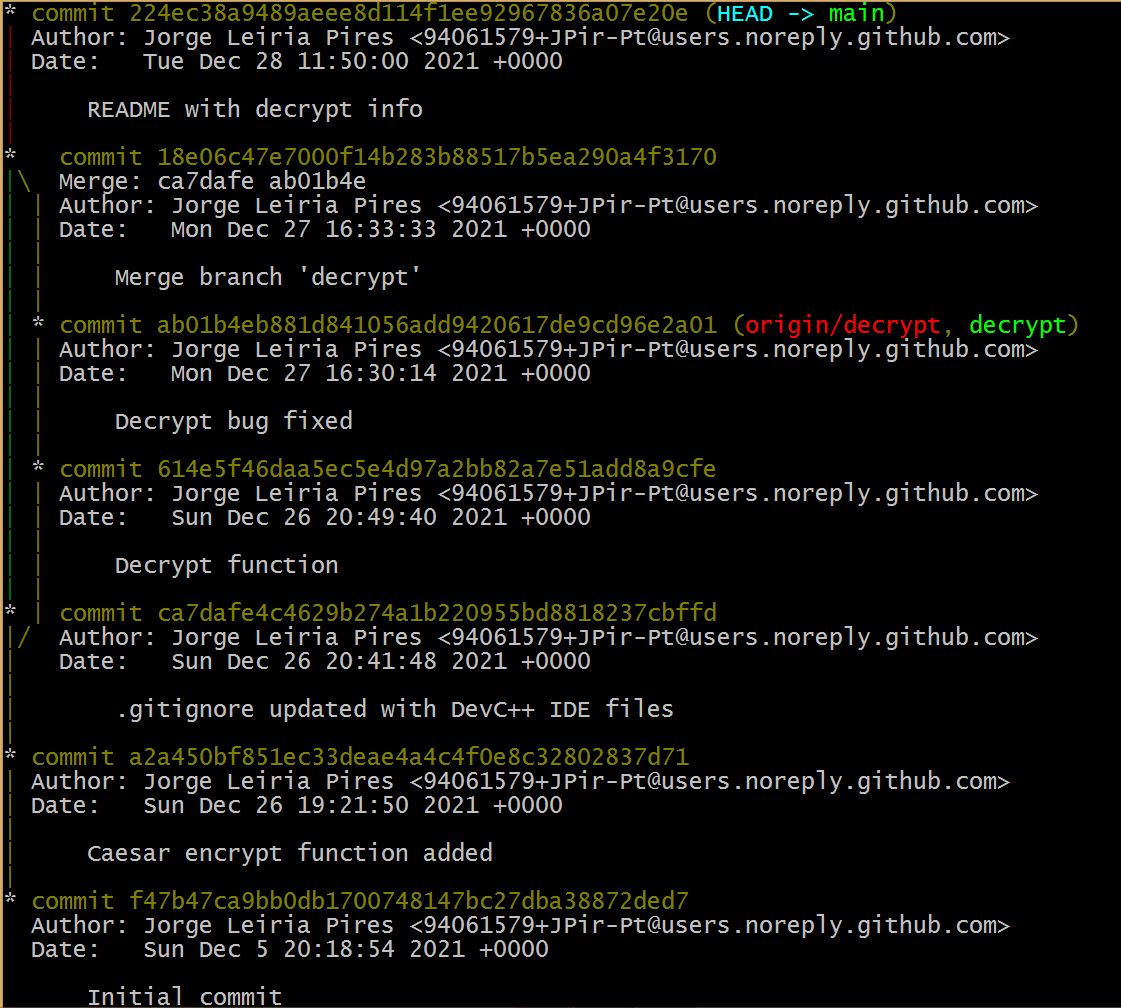 * commit 224ec38a9489aeee8d114f1ee92967836a07e20e (HEAD -> main)
| Author: Jorge Leiria Pires <94061579+JPir-Pt@users.noreply.github.com>
| Date:   Tue Dec 28 11:50:00 2021 +0000
|
|     README with decrypt info
|
*   commit 18e06c47e7000f14b283b88517b5ea290a4f3170
|\  Merge: ca7dafe ab01b4e
| | Author: Jorge Leiria Pires <94061579+JPir-Pt@users.noreply.github.com>
| | Date:   Mon Dec 27 16:33:33 2021 +0000
| |
| |     Merge branch 'decrypt'
| |
| * commit ab01b4eb881d841056add9420617de9cd96e2a01 (origin/decrypt, decrypt)
| | Author: Jorge Leiria Pires <94061579+JPir-Pt@users.noreply.github.com>
| | Date:   Mon Dec 27 16:30:14 2021 +0000
| |
| |     Decrypt bug fixed
| |
| * commit 614e5f46daa5ec5e4d97a2bb82a7e51add8a9cfe
| | Author: Jorge Leiria Pires <94061579+JPir-Pt@users.noreply.github.com>
| | Date:   Sun Dec 26 20:49:40 2021 +0000
| |
| |     Decrypt function
| |
* | commit ca7dafe4c4629b274a1b220955bd8818237cbffd
|/  Author: Jorge Leiria Pires <94061579+JPir-Pt@users.noreply.github.com>
|   Date:   Sun Dec 26 20:41:48 2021 +0000
|
|       .gitignore updated with DevC++ IDE files
|
* commit a2a450bf851ec33deae4a4c4f0e8c32802837d71
| Author: Jorge Leiria Pires <94061579+JPir-Pt@users.noreply.github.com>
| Date:   Sun Dec 26 19:21:50 2021 +0000
|
|     Caesar encrypt function added
|
* commit f47b47ca9bb0db1700748147bc27dba38872ded7
  Author: Jorge Leiria Pires <94061579+JPir-Pt@users.noreply.github.com>
  Date:   Sun Dec 5 20:18:54 2021 +0000

      Initial commit